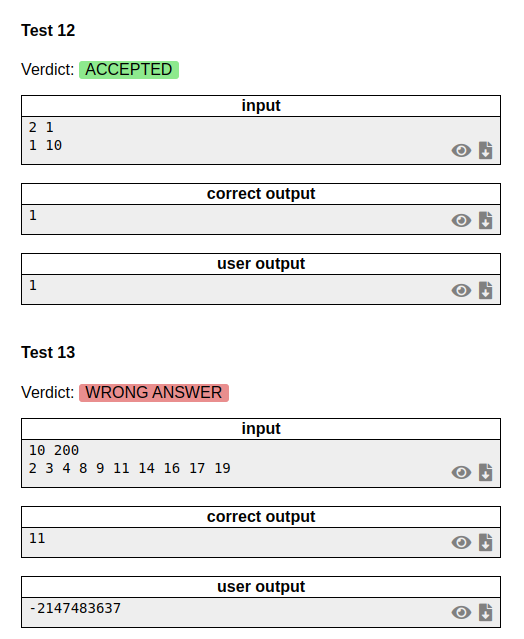 Test 12
Verdict: ACCEPTED
input
2 1
1 10
correct output
1
user output
1
Test 13
Verdict: WRONG ANSWER
input
10 200
2 3 4 8 9 11 14 16 17 19
correct output
11
user output
-2147483637